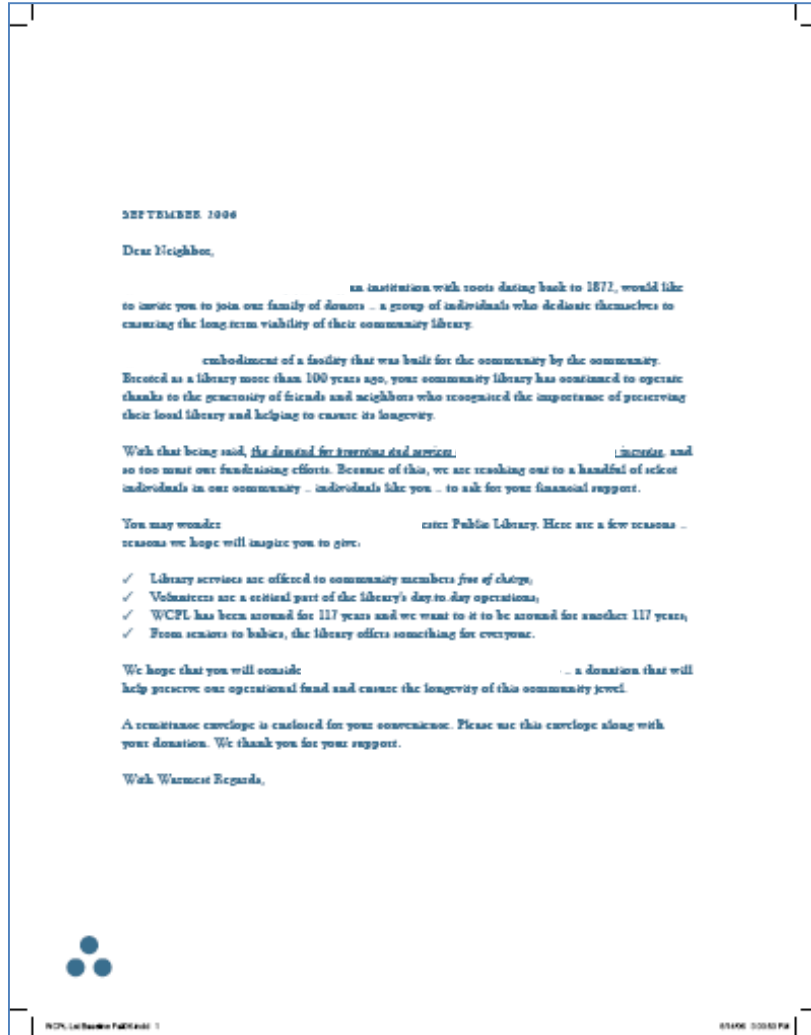 SEPTEMBER 2006
Dear Neighbor,
an institution with roots dating back to 1872, would like
to invite you to join our family of donors – a group of individuals who dedicate themselves to
ensuring the long-term viability of their community library.
embodiment of a facility that was built for the community by the community.
Erected as a library more than 100 years ago, your community library has continued to operate
thanks to the generosity of friends and neighbors who recognized the importance of preserving
their local library and helping to ensure its longevity.
With that being said, the demand for programs and services increase, and
so too must our fundraising efforts. Because of this, we are reaching out to a handful of select
individuals in our community – individuals like you – to ask for your financial support.
You may wonder ester Public Library. Here are a few reasons –
reasons we hope will inspire you to give:
✓ Library services are offered to community members free of charge;
✓ Volunteers are a critical part of the library's day-to-day operations;
✓ WCPL has been around for 117 years and we want to it to be around for another 117 years;
✓ From seniors to babies, the library offers something for everyone.
We hope that you will conside – a donation that will
help preserve our operational fund and ensure the longevity of this community jewel.
A remittance envelope is enclosed for your convenience. Please use this envelope along with
your donation. We thank you for your support.
With Warmest Regards,